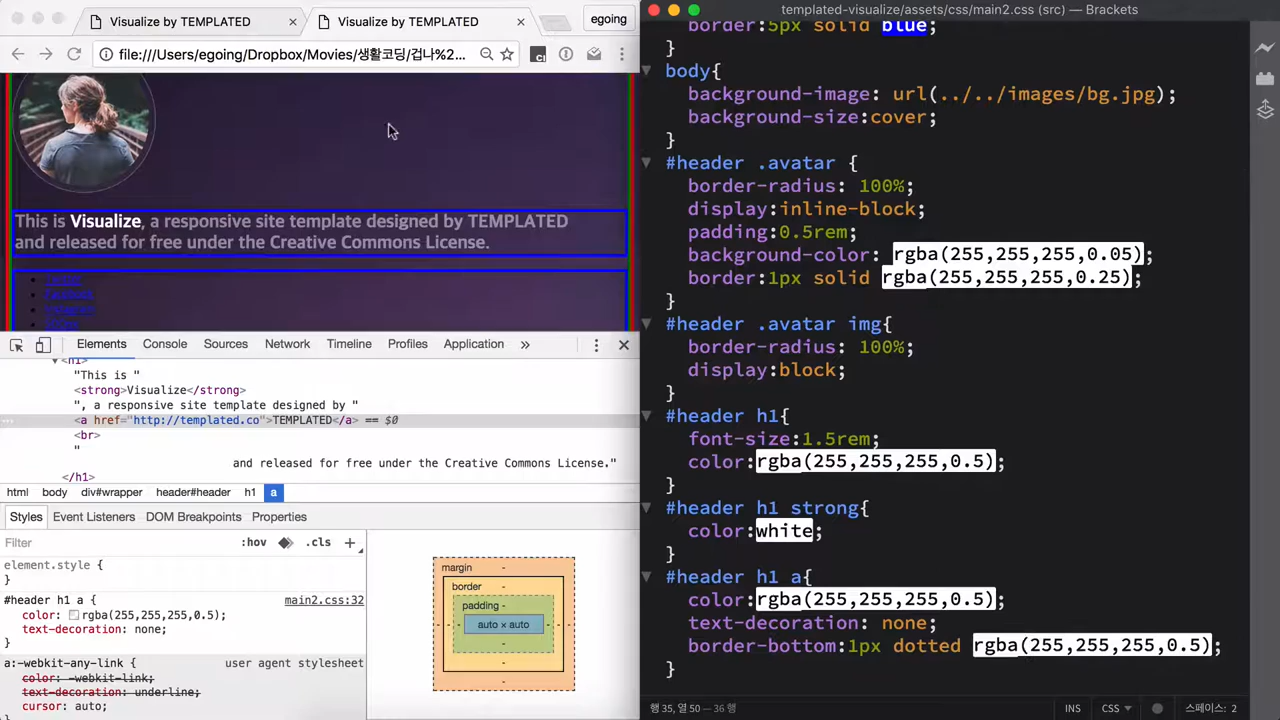 Visualize by TEMPLATED
Visualize by TEMPLATED
egoing
file:///Users/egoing/Dropbox/Movies/생활코딩/겁나%2...
This is Visualize, a responsive site template designed by TEMPLATED
and released for free under the Creative Commons License.
Elements Console Sources Network Timeline Profiles Application »
"This is "
<strong>Visualize</strong>
", a responsive site template designed by "
<a href="http://templated.co">TEMPLATED</a> == $0
<br>
"
and released for free under the Creative Commons License."
</h1>
html body div#wrapper header#header h1 a
Styles Event Listeners DOM Breakpoints Properties
Filter :hov .cls +
element.style {
}
#header h1 a { main2.css:32
color: rgba(255,255,255,0.5);
text-decoration: none;
}
a:-webkit-any-link { user agent stylesheet
color: -webkit-link;
text-decoration: underline;
cursor: auto;
margin -
border -
padding -
- - - auto × auto - - -
-
-
-
templated-visualize/assets/css/main2.css (src) — Brackets
border:5px solid blue;
}
body{
background-image: url(../../images/bg.jpg);
background-size:cover;
}
#header .avatar {
border-radius: 100%;
display:inline-block;
padding:0.5rem;
background-color: rgba(255,255,255,0.05);
border:1px solid rgba(255,255,255,0.25);
}
#header .avatar img{
border-radius: 100%;
display:block;
}
#header h1{
font-size:1.5rem;
color:rgba(255,255,255,0.5);
}
#header h1 strong{
color:white;
}
#header h1 a{
color:rgba(255,255,255,0.5);
text-decoration: none;
border-bottom:1px dotted rgba(255,255,255,0.5);
}
행 35, 열 50 — 36 행 INS CSS 스페이스: 2